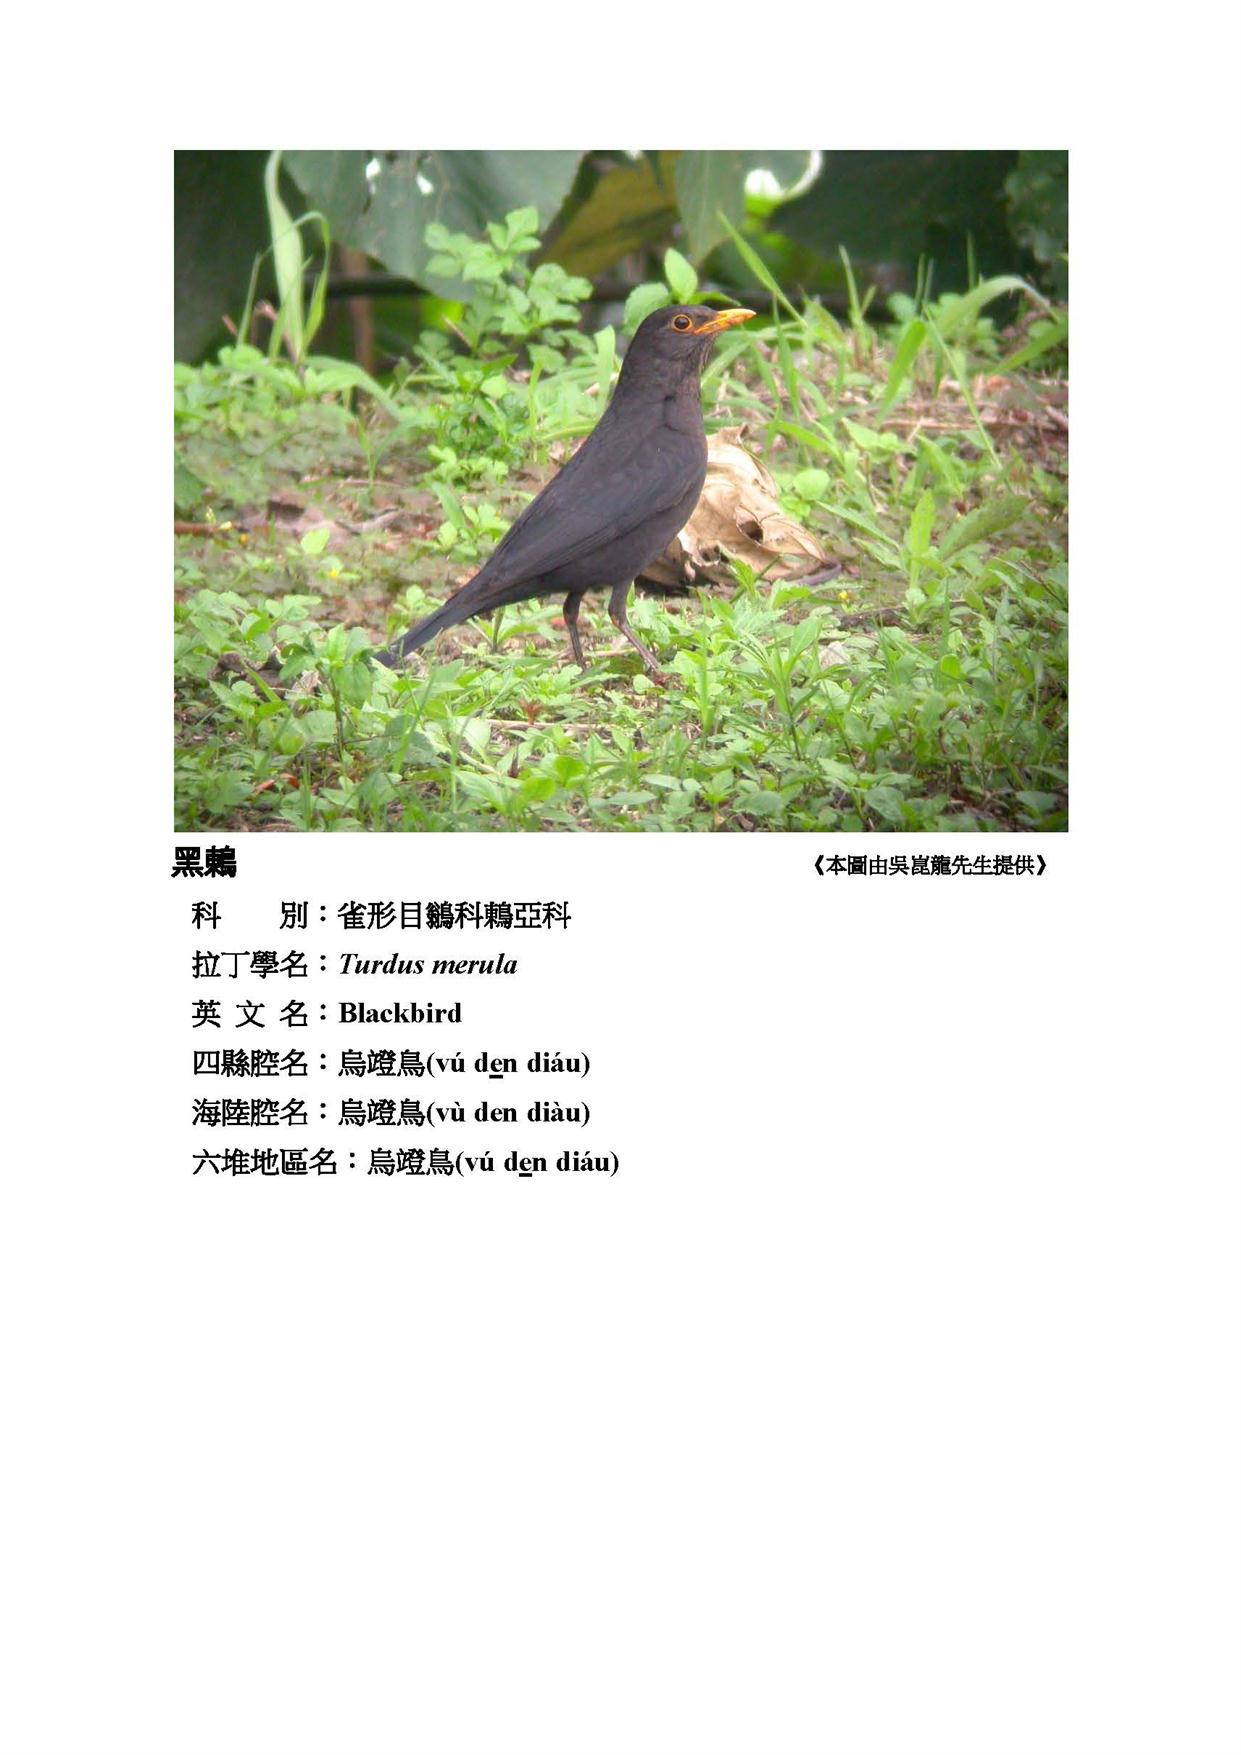 黑鶇
《本圖由吳崑龍先生提供》
科 別：雀形目鶲科鶇亞科
拉丁學名：Turdus merula
英 文 名：Blackbird
四縣腔名：烏蹬鳥(vú den diáu)
海陸腔名：烏蹬鳥(vù den diàu)
六堆地區名：烏蹬鳥(vú den diáu)